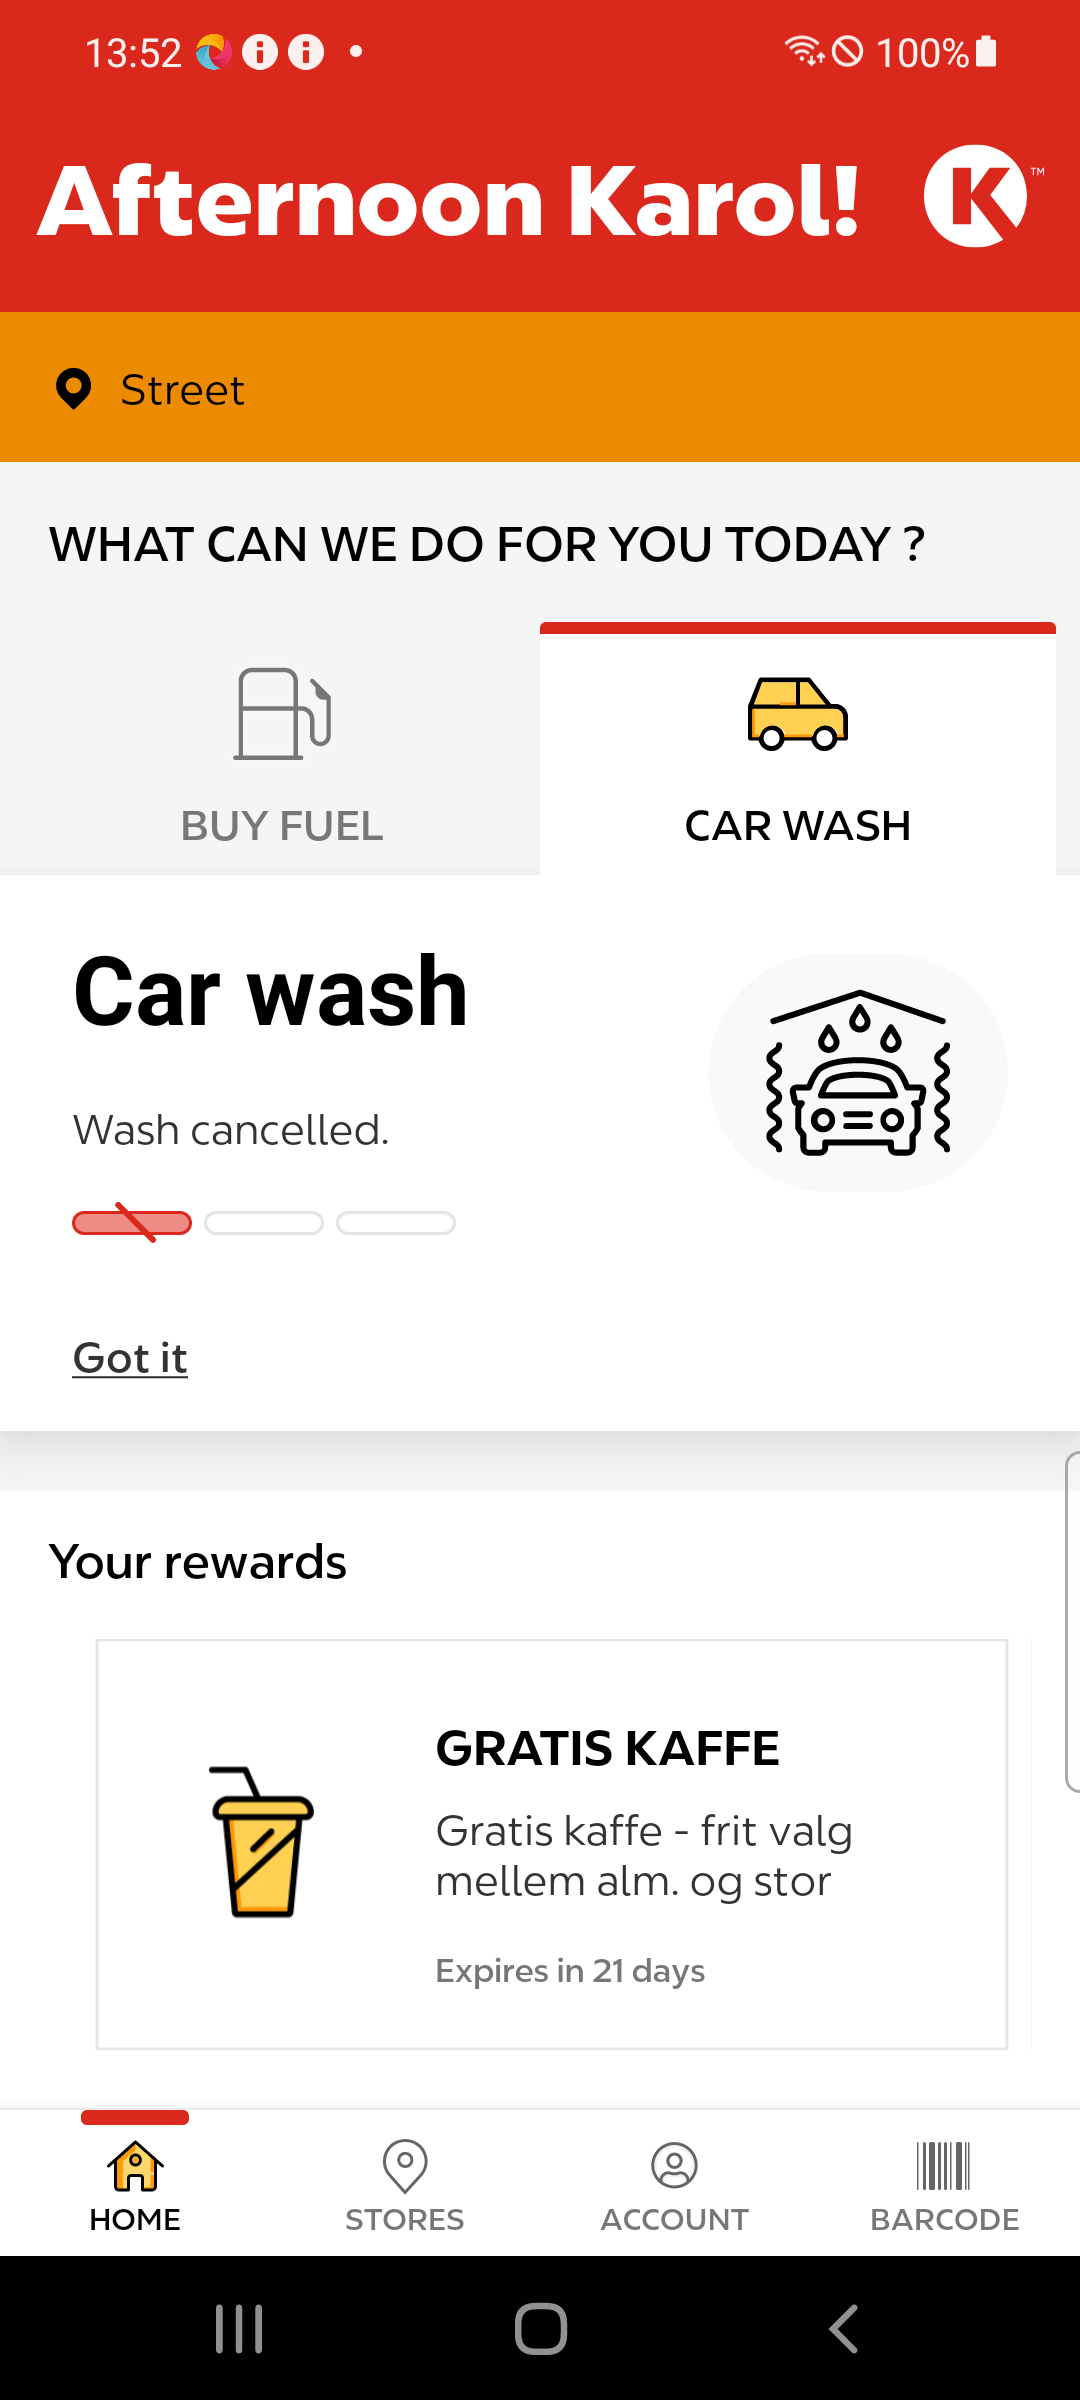 13:52
100%
Afternoon Karol!
K
TM
Street
WHAT CAN WE DO FOR YOU TODAY ?
BUY FUEL
CAR WASH
Car wash
Wash cancelled.
Got it
Your rewards
GRATIS KAFFE
Gratis kaffe - frit valg
mellem alm. og stor
Expires in 21 days
HOME
STORES
ACCOUNT
BARCODE